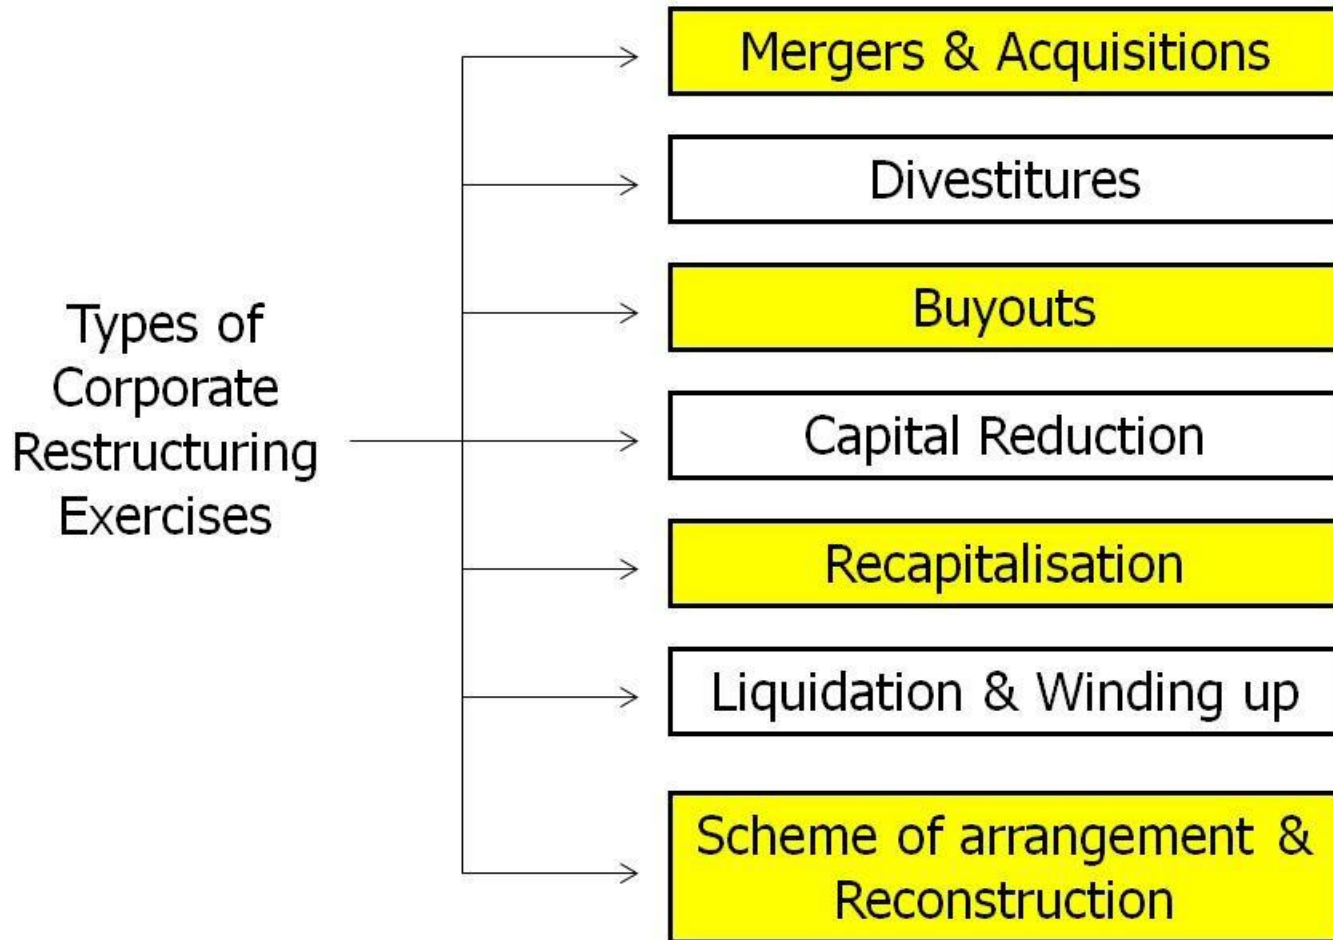 Mergers & Acquisitions
Divestitures
Buyouts
Types of
Corporate
Restructuring
Exercises
Capital Reduction
Recapitalisation
Liquidation & Winding up
Scheme of arrangement &
Reconstruction